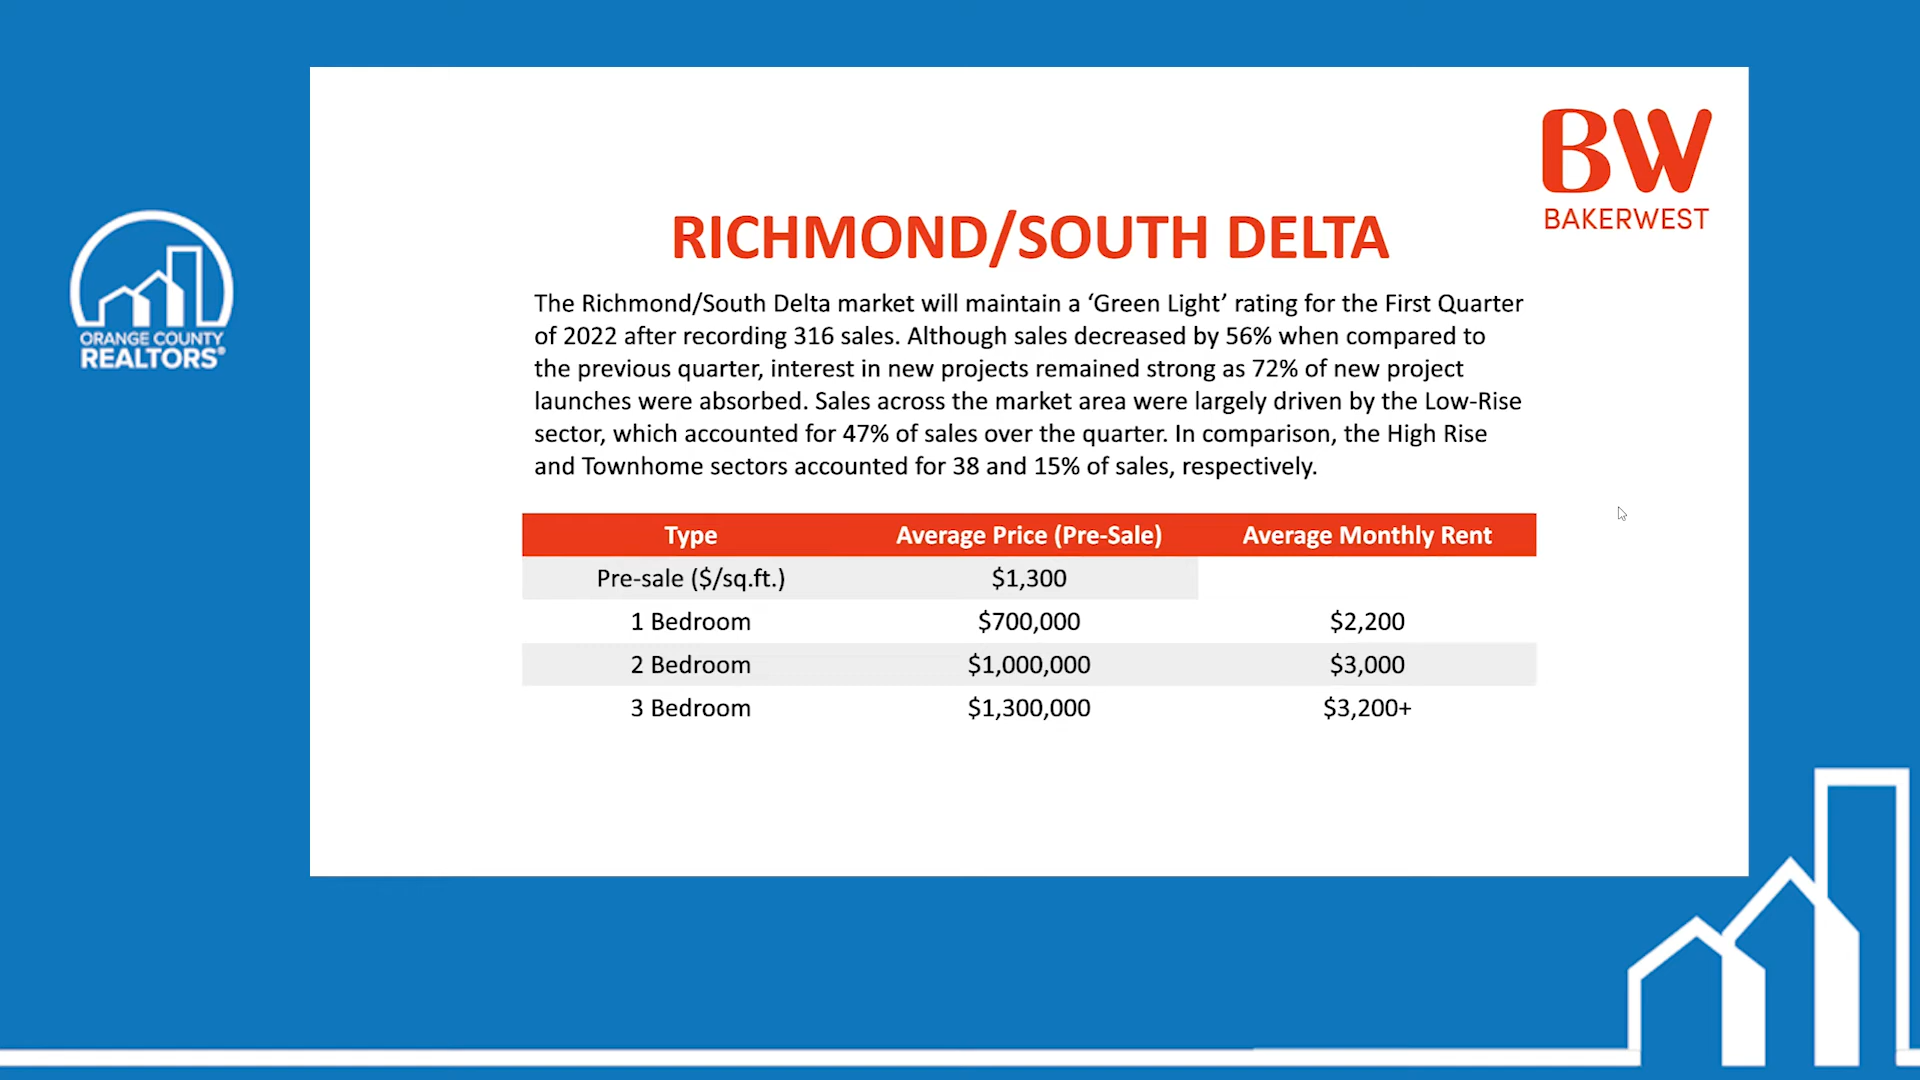 BW
BAKERWEST
ORANGE COUNTY
REALTORS®
RICHMOND/SOUTH DELTA
The Richmond/South Delta market will maintain a ‘Green Light’ rating for the First Quarter
of 2022 after recording 316 sales. Although sales decreased by 56% when compared to
the previous quarter, interest in new projects remained strong as 72% of new project
launches were absorbed. Sales across the market area were largely driven by the Low-Rise
sector, which accounted for 47% of sales over the quarter. In comparison, the High Rise
and Townhome sectors accounted for 38 and 15% of sales, respectively.
Type Average Price (Pre-Sale) Average Monthly Rent
Pre-sale ($/sq.ft.) $1,300
1 Bedroom $700,000 $2,200
2 Bedroom $1,000,000 $3,000
3 Bedroom $1,300,000 $3,200+